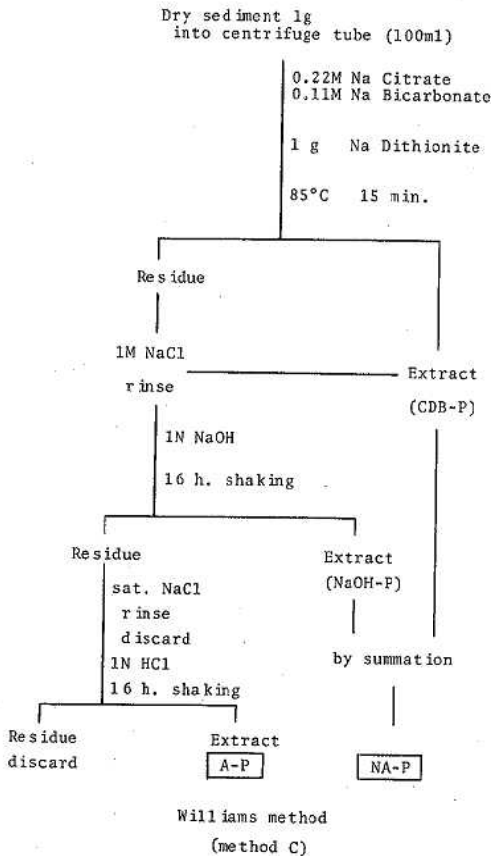 Dry sediment 1g
into centrifuge tube (100ml)
0.22M Na Citrate
0.11M Na Bicarbonate
1 g Na Dithionite
85°C 15 min.
Residue
1M NaCl
rinse
Extract
(CDB-P)
1N NaOH
16 h. shaking
Residue
Extract
(NaOH-P)
sat. NaCl
rinse
discard
1N HCl
16 h. shaking
by summation
Residue
discard
Extract
A-P
NA-P
Williams method
(method C)